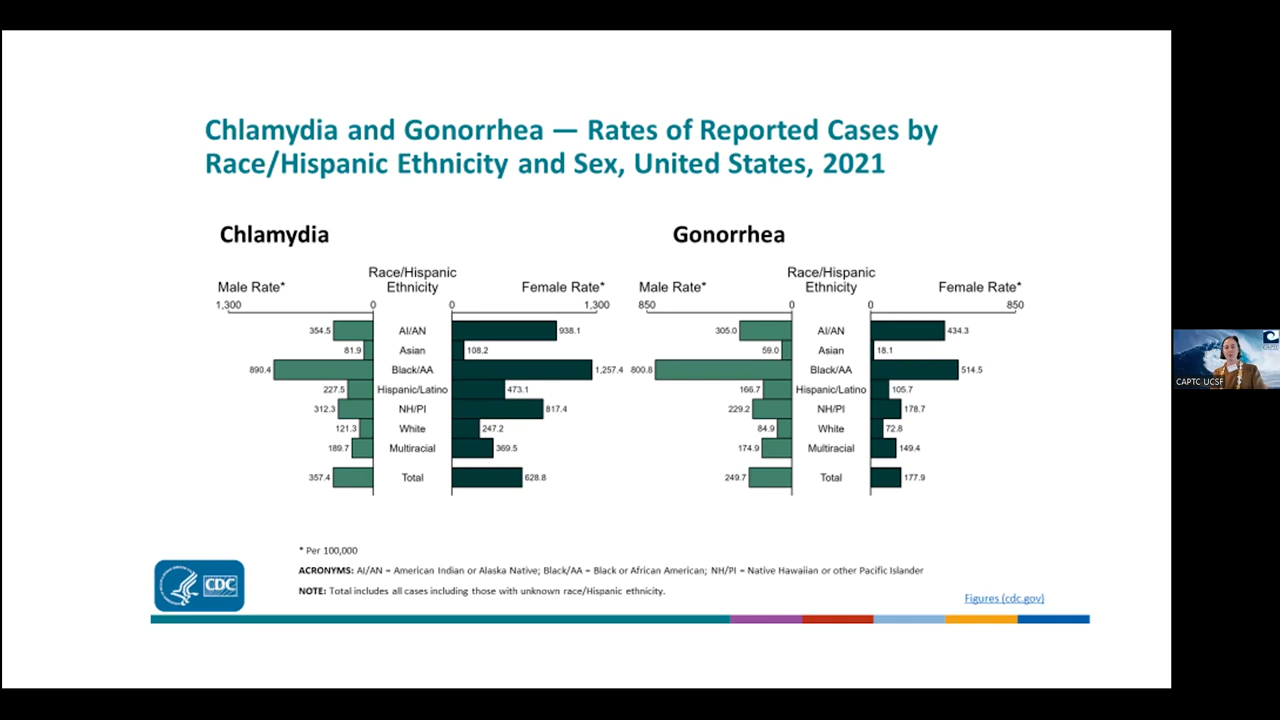 Chlamydia and Gonorrhea — Rates of Reported Cases by
Race/Hispanic Ethnicity and Sex, United States, 2021
Chlamydia
Male Rate*
Race/Hispanic
Ethnicity
Female Rate*
1,300 0 0 1,300
354.5 AI/AN 938.1
81.9 Asian 108.2
890.4 Black/AA 1,257.4
227.5 Hispanic/Latino 473.1
312.3 NH/PI 817.4
121.3 White 247.2
189.7 Multiracial 369.5
357.4 Total 628.8
Gonorrhea
Male Rate*
Race/Hispanic
Ethnicity
Female Rate*
850 0 0 850
305.0 AI/AN 434.3
59.0 Asian 18.1
800.8 Black/AA 514.5
166.7 Hispanic/Latino 105.7
229.2 NH/PI 178.7
84.9 White 72.8
174.9 Multiracial 149.4
249.7 Total 177.9
* Per 100,000
ACRONYMS: AI/AN = American Indian or Alaska Native; Black/AA = Black or African American; NH/PI = Native Hawaiian or other Pacific Islander
NOTE: Total includes all cases including those with unknown race/Hispanic ethnicity.
CDC
Figures (cdc.gov)
CAPTC UCSF